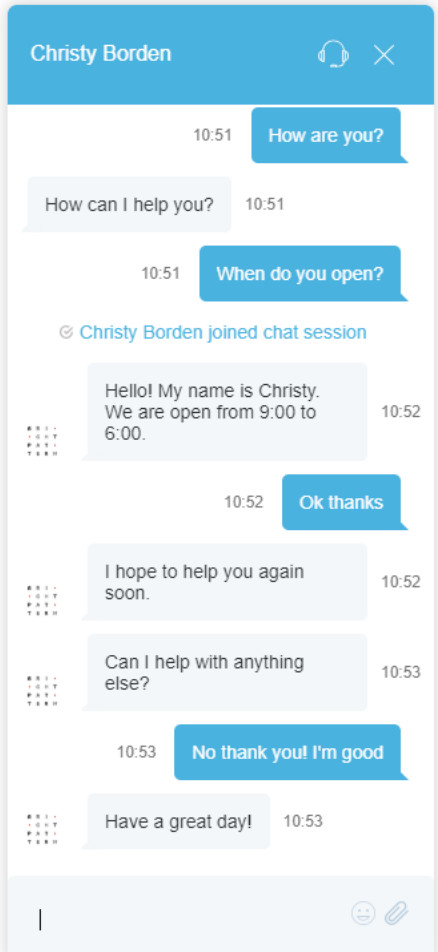 Christy Borden
10:51 How are you?
How can I help you? 10:51
10:51 When do you open?
Christy Borden joined chat session
Hello! My name is Christy.
We are open from 9:00 to
6:00.
10:52
10:52 Ok thanks
I hope to help you again
soon.
10:52
Can I help with anything
else?
10:53
10:53 No thank you! I'm good
Have a great day! 10:53